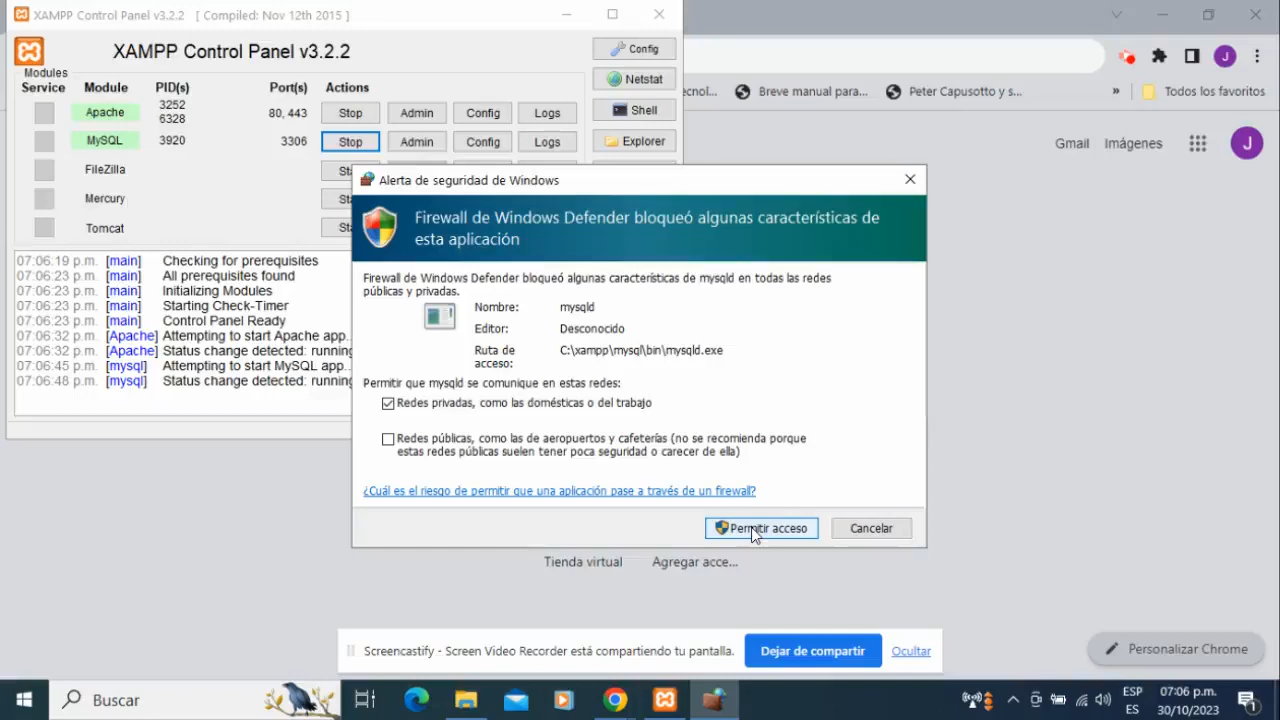 XAMPP Control Panel v3.2.2 [ Compiled: Nov 12th 2015 ]
XAMPP Control Panel v3.2.2
Config
Modules
Service Module PID(s) Port(s) Actions
Netstat
Apache 3252 6328 80, 443 Stop Admin Config Logs
Shell
MySQL 3920 3306 Stop Admin Config Logs
Explorer
FileZilla
Mercury
Tomcat
07:06:19 p.m. [main] Checking for prerequisites
07:06:23 p.m. [main] All prerequisites found
07:06:23 p.m. [main] Initializing Modules
07:06:23 p.m. [main] Starting Check-Timer
07:06:23 p.m. [main] Control Panel Ready
07:06:32 p.m. [Apache] Attempting to start Apache app..
07:06:32 p.m. [Apache] Status change detected: running
07:06:45 p.m. [mysql] Attempting to start MySQL app..
07:06:48 p.m. [mysql] Status change detected: running
J
ecnol... Breve manual para... Peter Capusotto y s... » Todos los favoritos
Gmail Imágenes J
Alerta de seguridad de Windows
Firewall de Windows Defender bloqueó algunas características de
esta aplicación
Firewall de Windows Defender bloqueó algunas características de mysqld en todas las redes
públicas y privadas.
Nombre: mysqld
Editor: Desconocido
Ruta de C:\xampp\mysql\bin\mysqld.exe
acceso:
Permitir que mysqld se comunique en estas redes:
Redes privadas, como las domésticas o del trabajo
Redes públicas, como las de aeropuertos y cafeterías (no se recomienda porque
estas redes públicas suelen tener poca seguridad o carecer de ella)
¿Cuál es el riesgo de permitir que una aplicación pase a través de un firewall?
Permitir acceso Cancelar
Tienda virtual Agregar acce...
Screencastify - Screen Video Recorder está compartiendo tu pantalla. Dejar de compartir Ocultar
Personalizar Chrome
Buscar
ESP 07:06 p.m.
ES 30/10/2023
1